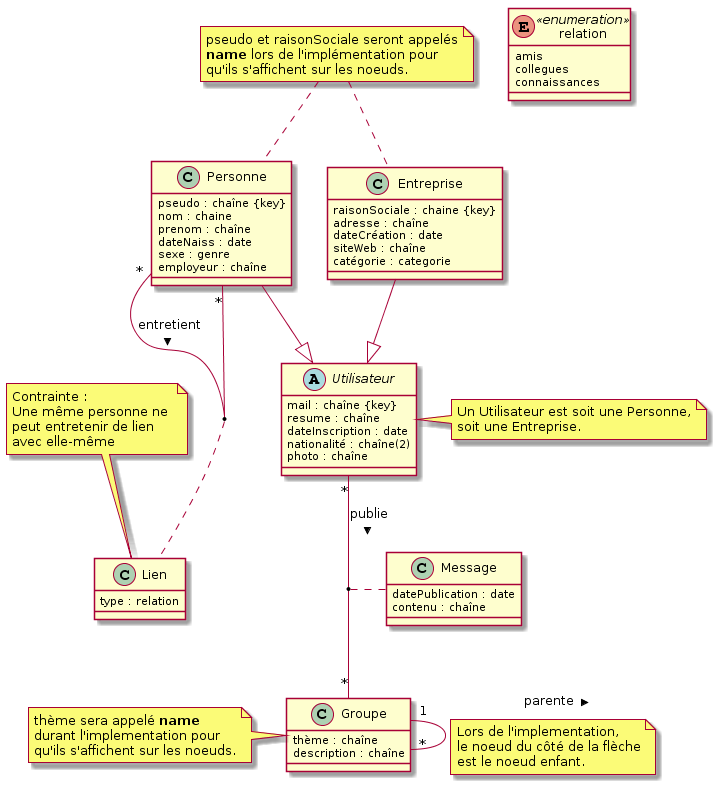 pseudo et raisonSociale seront appelés
name lors de l'implémentation pour
qu'ils s'affichent sur les noeuds.
E
«enumeration»
relation
amis
collegues
connaissances
C Personne
pseudo : chaîne {key}
nom : chaine
prenom : chaîne
dateNaiss : date
sexe : genre
employeur : chaîne
C Entreprise
raisonSociale : chaine {key}
adresse : chaîne
dateCréation : date
siteWeb : chaîne
catégorie : categorie
*
*
entretient
▼
A Utilisateur
mail : chaîne {key}
resume : chaîne
dateInscription : date
nationalité : chaîne(2)
photo : chaîne
Un Utilisateur est soit une Personne,
soit une Entreprise.
Contrainte :
Une même personne ne
peut entretenir de lien
avec elle-même
*
publie
▼
C Lien
type : relation
C Message
datePublication : date
contenu : chaîne
*
C Groupe
thème : chaîne
description : chaîne
1
*
parente ▶
thème sera appelé name
durant l'implementation pour
qu'ils s'affichent sur les noeuds.
Lors de l'implementation,
le noeud du côté de la flèche
est le noeud enfant.